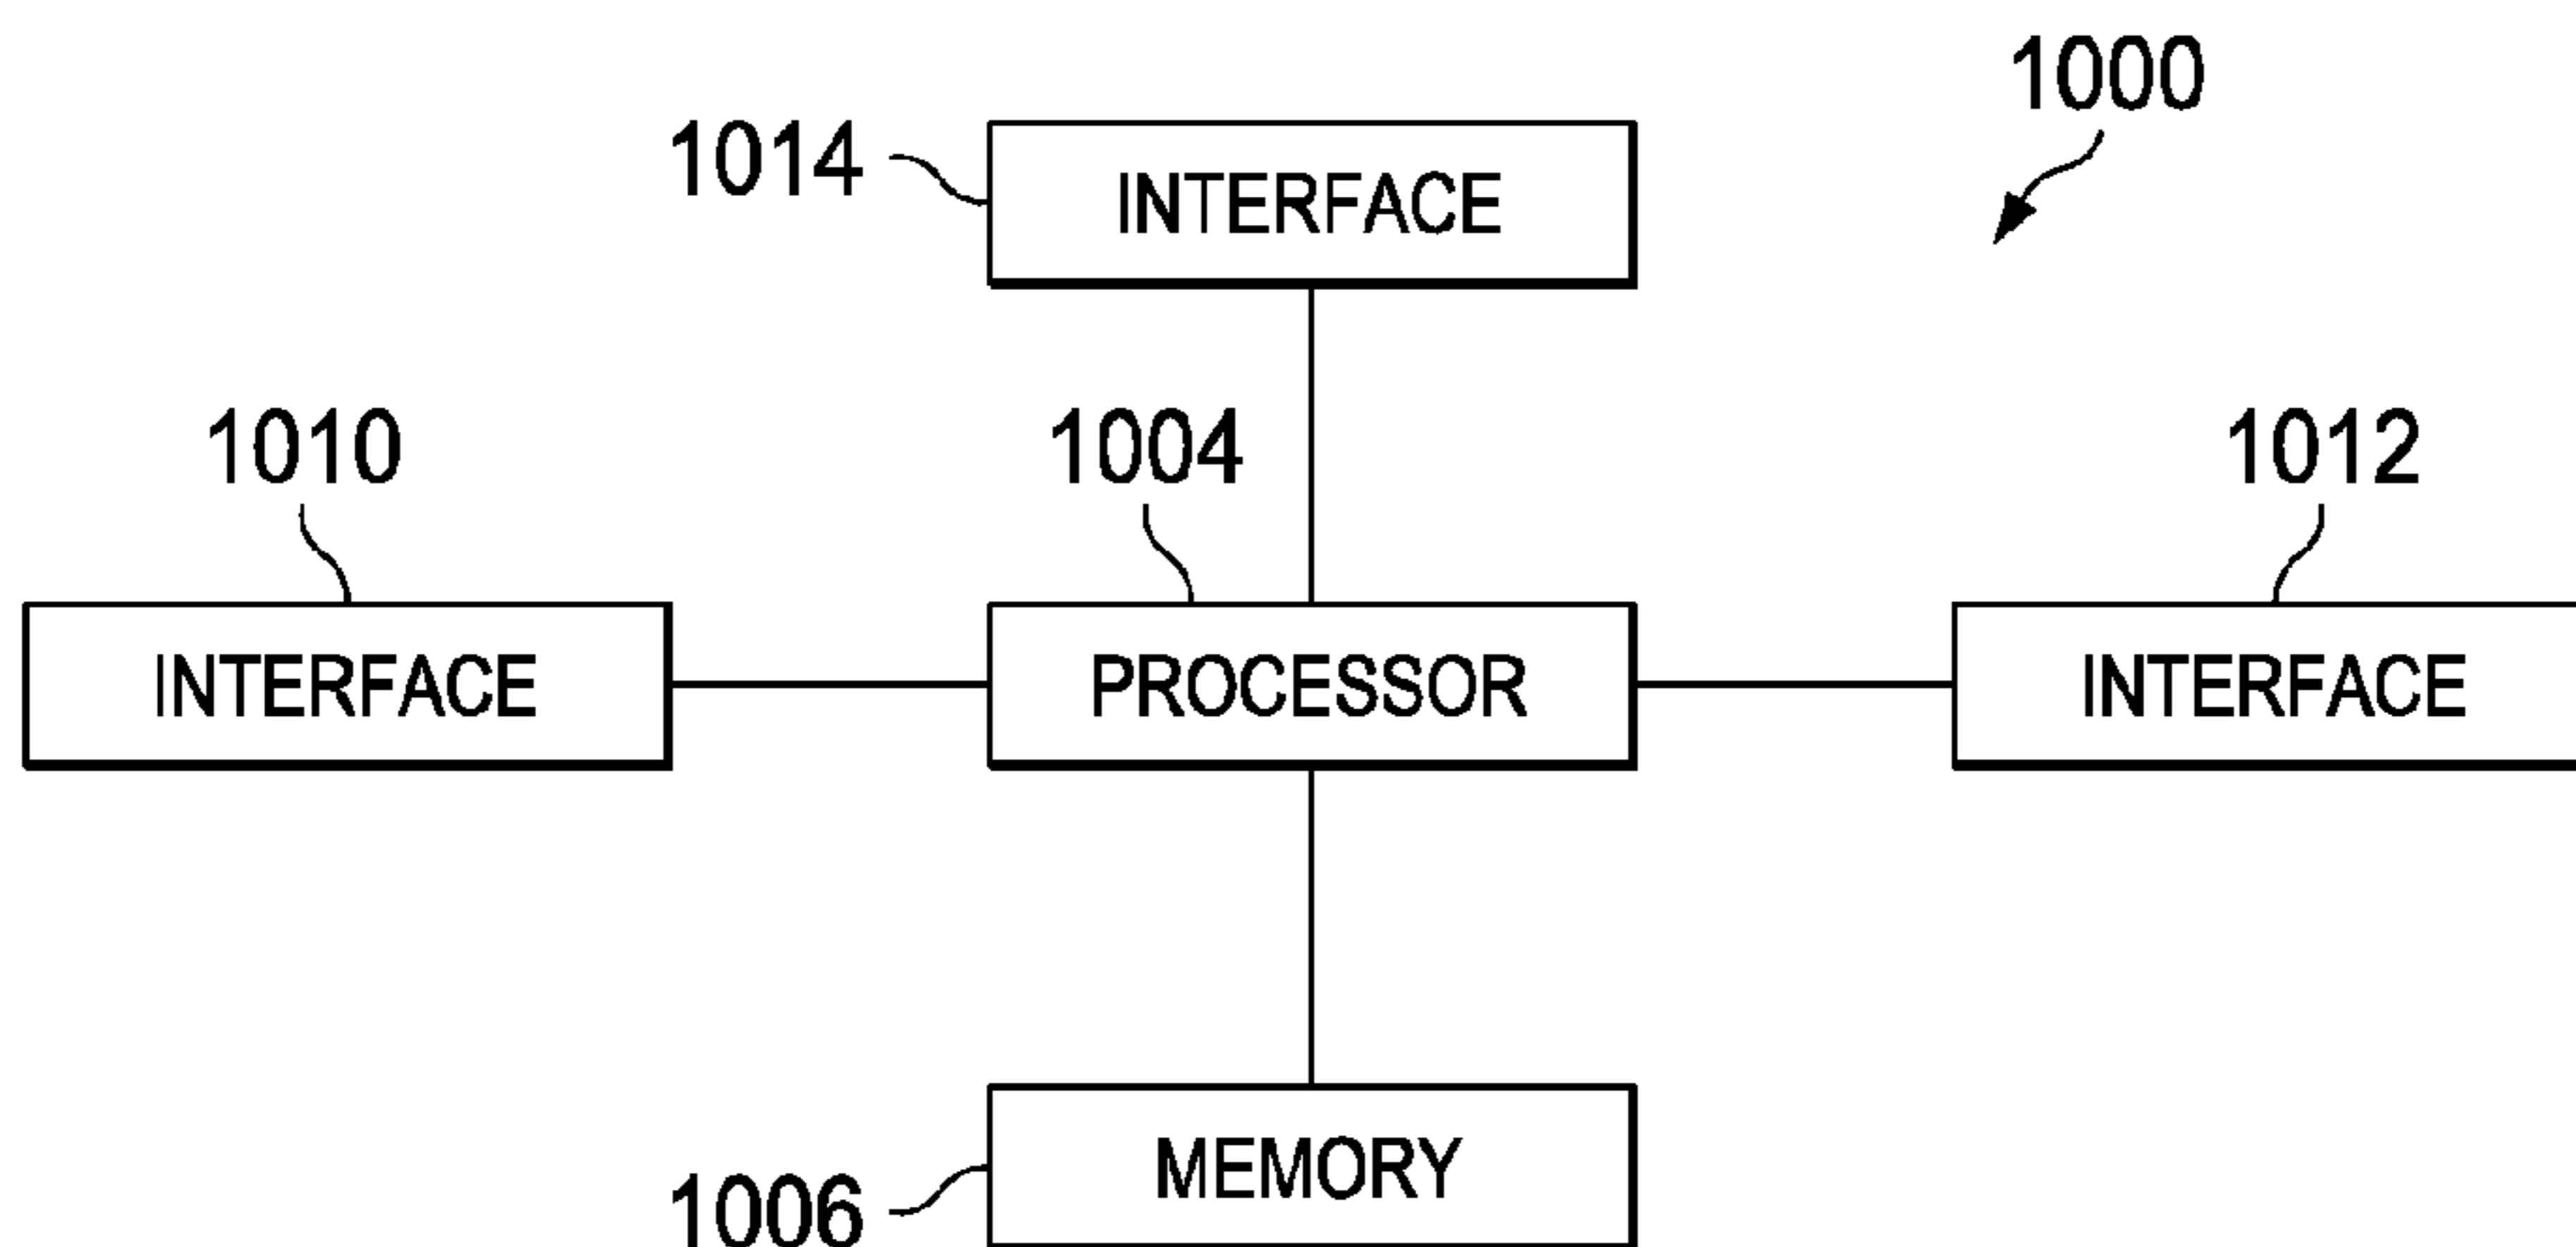 1000
1014
INTERFACE
1010
1004
1012
INTERFACE
PROCESSOR
INTERFACE
MEMORY
1006